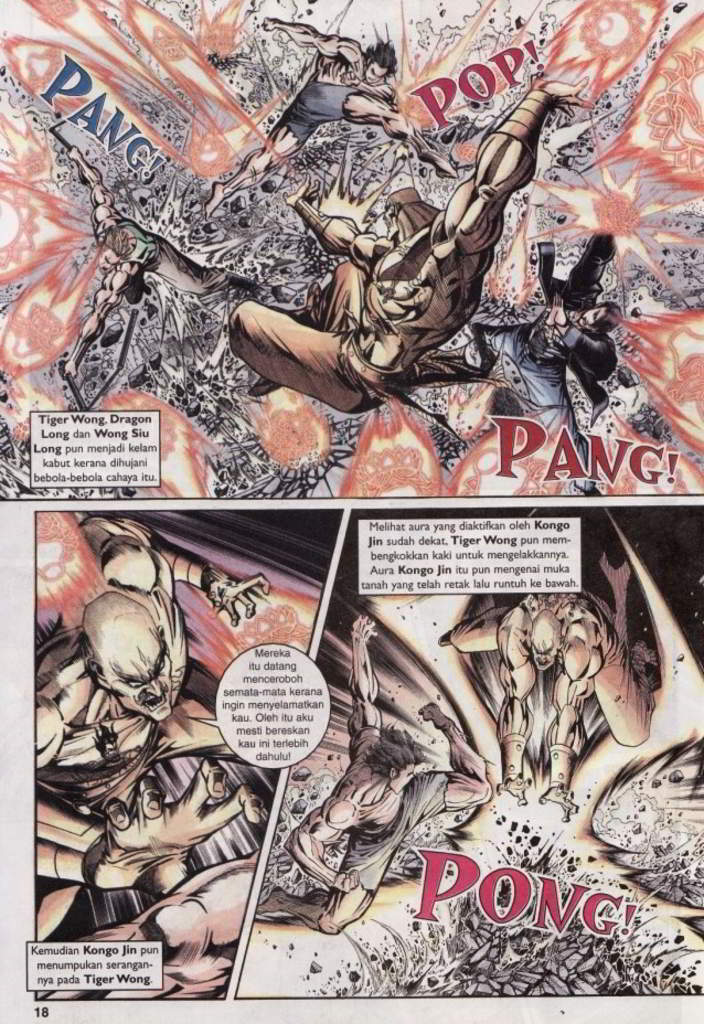 PANG!
POP!
Tiger Wong, Dragon
Long dan Wong Siu
Long pun menjadi kelam
kabut kerana dihujani
bebola-bebola cahaya itu.
PANG!
Mereka
itu datang
menceroboh
semata-mata kerana
ingin menyelamatkan
kau. Oleh itu aku
mesti bereskan
kau ini terlebih
dahulu!
Kemudian Kongo Jin pun
menumpukan serangan-
nya pada Tiger Wong.
Melihat aura yang diaktifkan oleh Kongo
Jin sudah dekat, Tiger Wong pun mem-
bengkokkan kaki untuk mengelakkannya.
Aura Kongo Jin itu pun mengenai muka
tanah yang telah retak lalu runtuh ke bawah.
PONG!
18